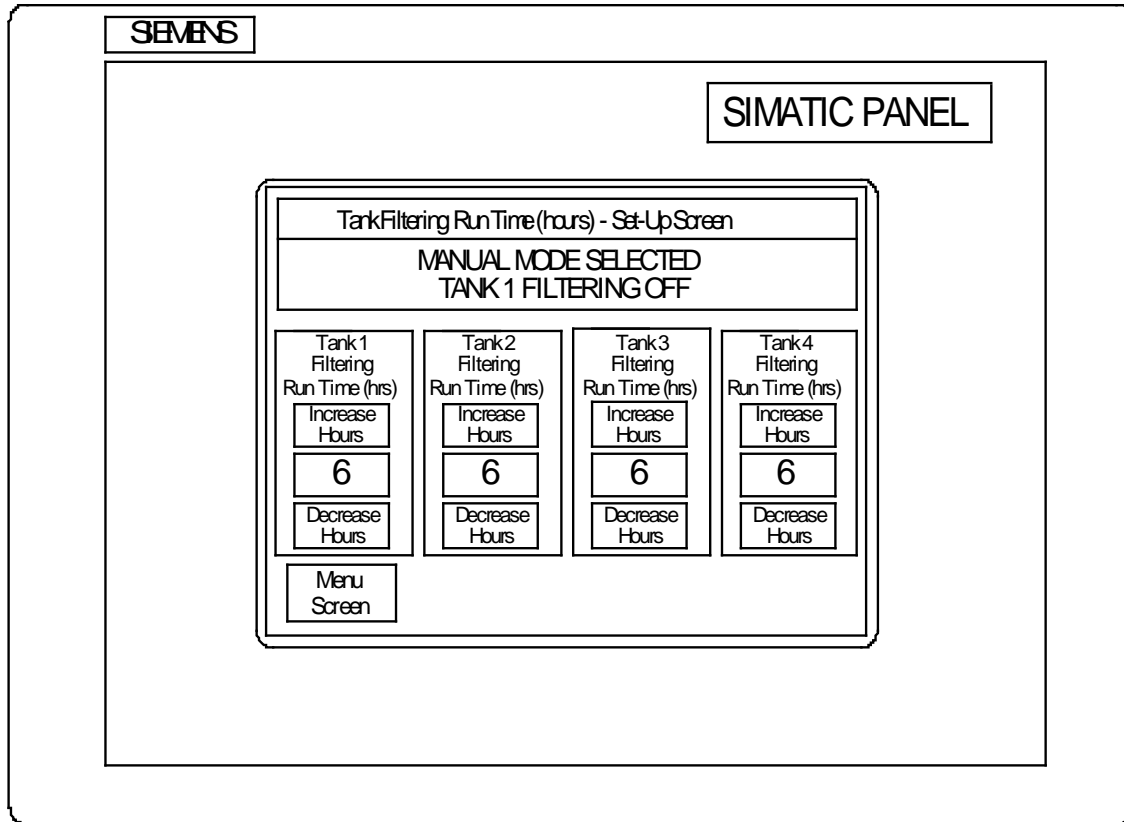 SIEMENS
SIMATIC PANEL
Tank Filtering Run Time (hours) - Set-Up Screen
MANUAL MODE SELECTED
TANK 1 FILTERING OFF
Tank 1
Filtering
Run Time (hrs)
Increase
Hours
6
Decrease
Hours
Tank 2
Filtering
Run Time (hrs)
Increase
Hours
6
Decrease
Hours
Tank 3
Filtering
Run Time (hrs)
Increase
Hours
6
Decrease
Hours
Tank 4
Filtering
Run Time (hrs)
Increase
Hours
6
Decrease
Hours
Menu
Screen